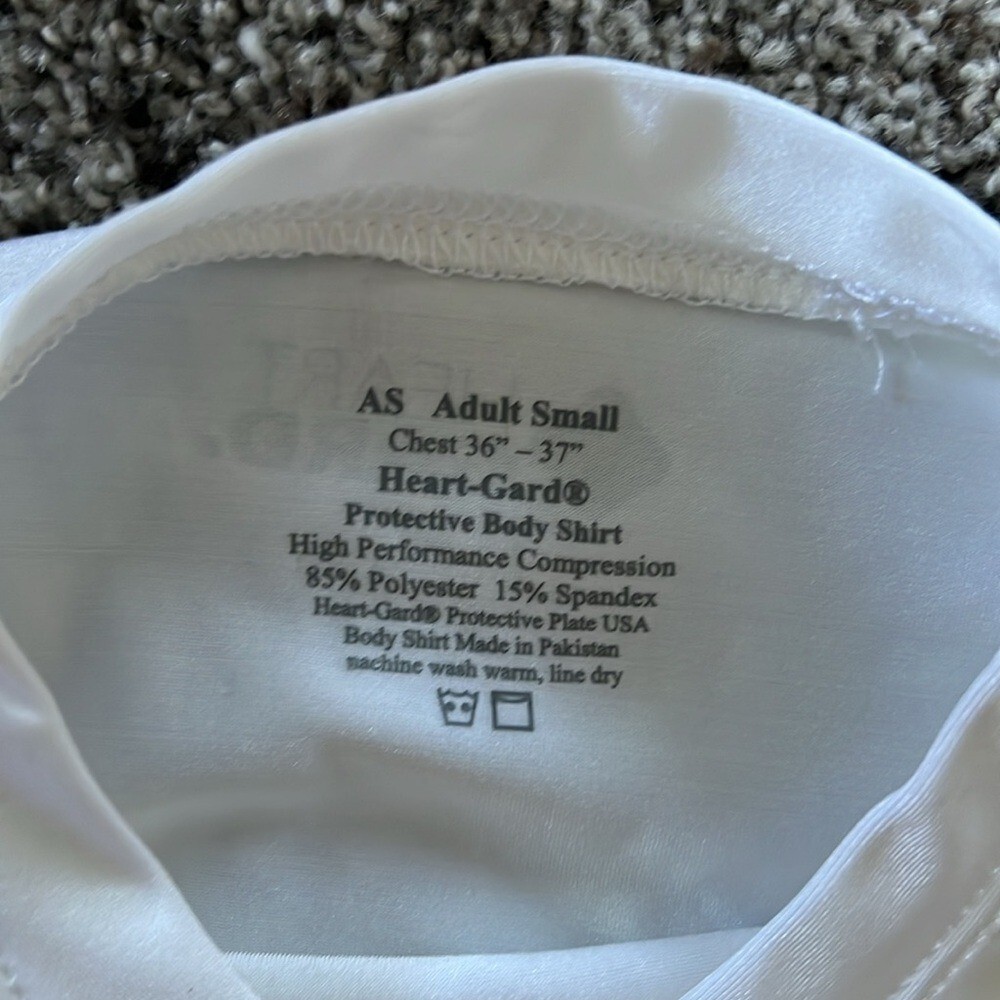 AS Adult Small
Chest 36” – 37”
Heart-Gard®
Protective Body Shirt
High Performance Compression
85% Polyester 15% Spandex
Heart-Gard® Protective Plate USA
Body Shirt Made in Pakistan
machine wash warm, line dry